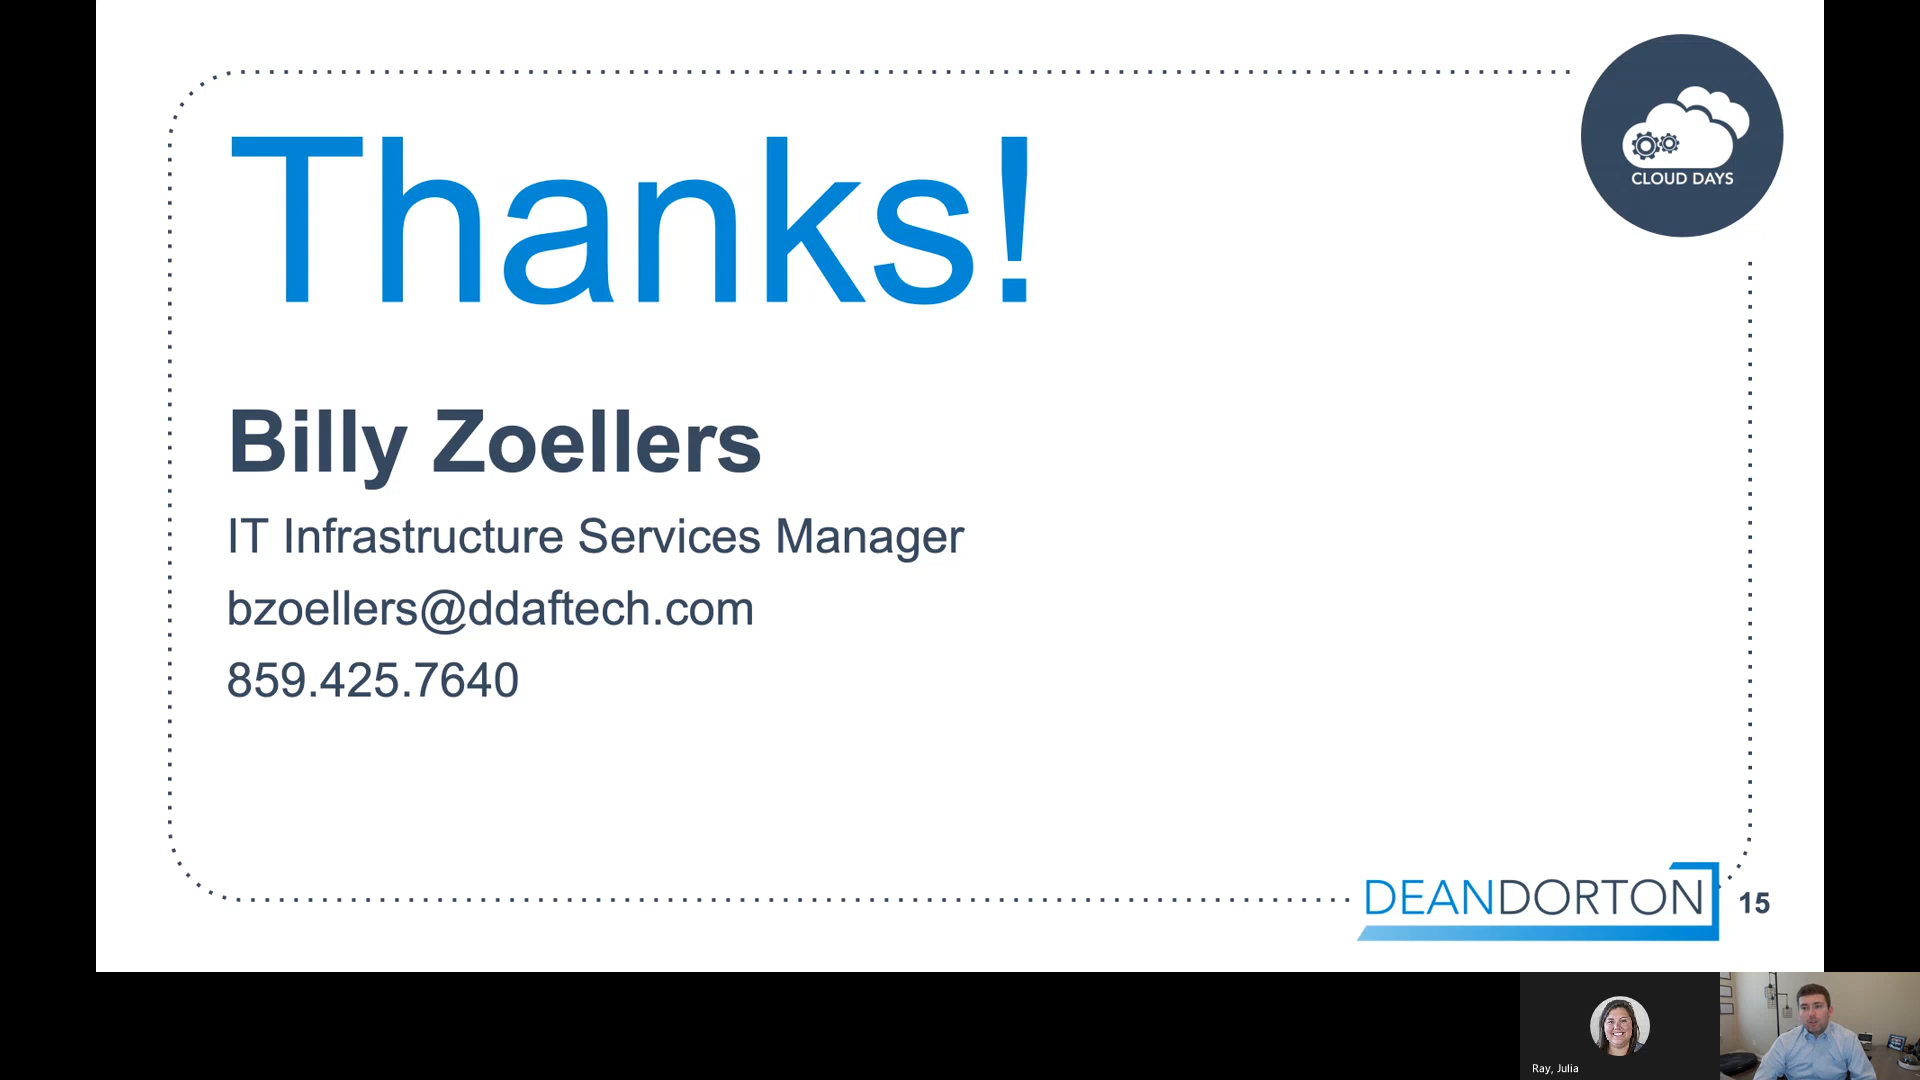 CLOUD DAYS
Thanks!
Billy Zoellers
IT Infrastructure Services Manager
bzoellers@ddaftech.com
859.425.7640
DEANDORTON
15
Ray, Julia